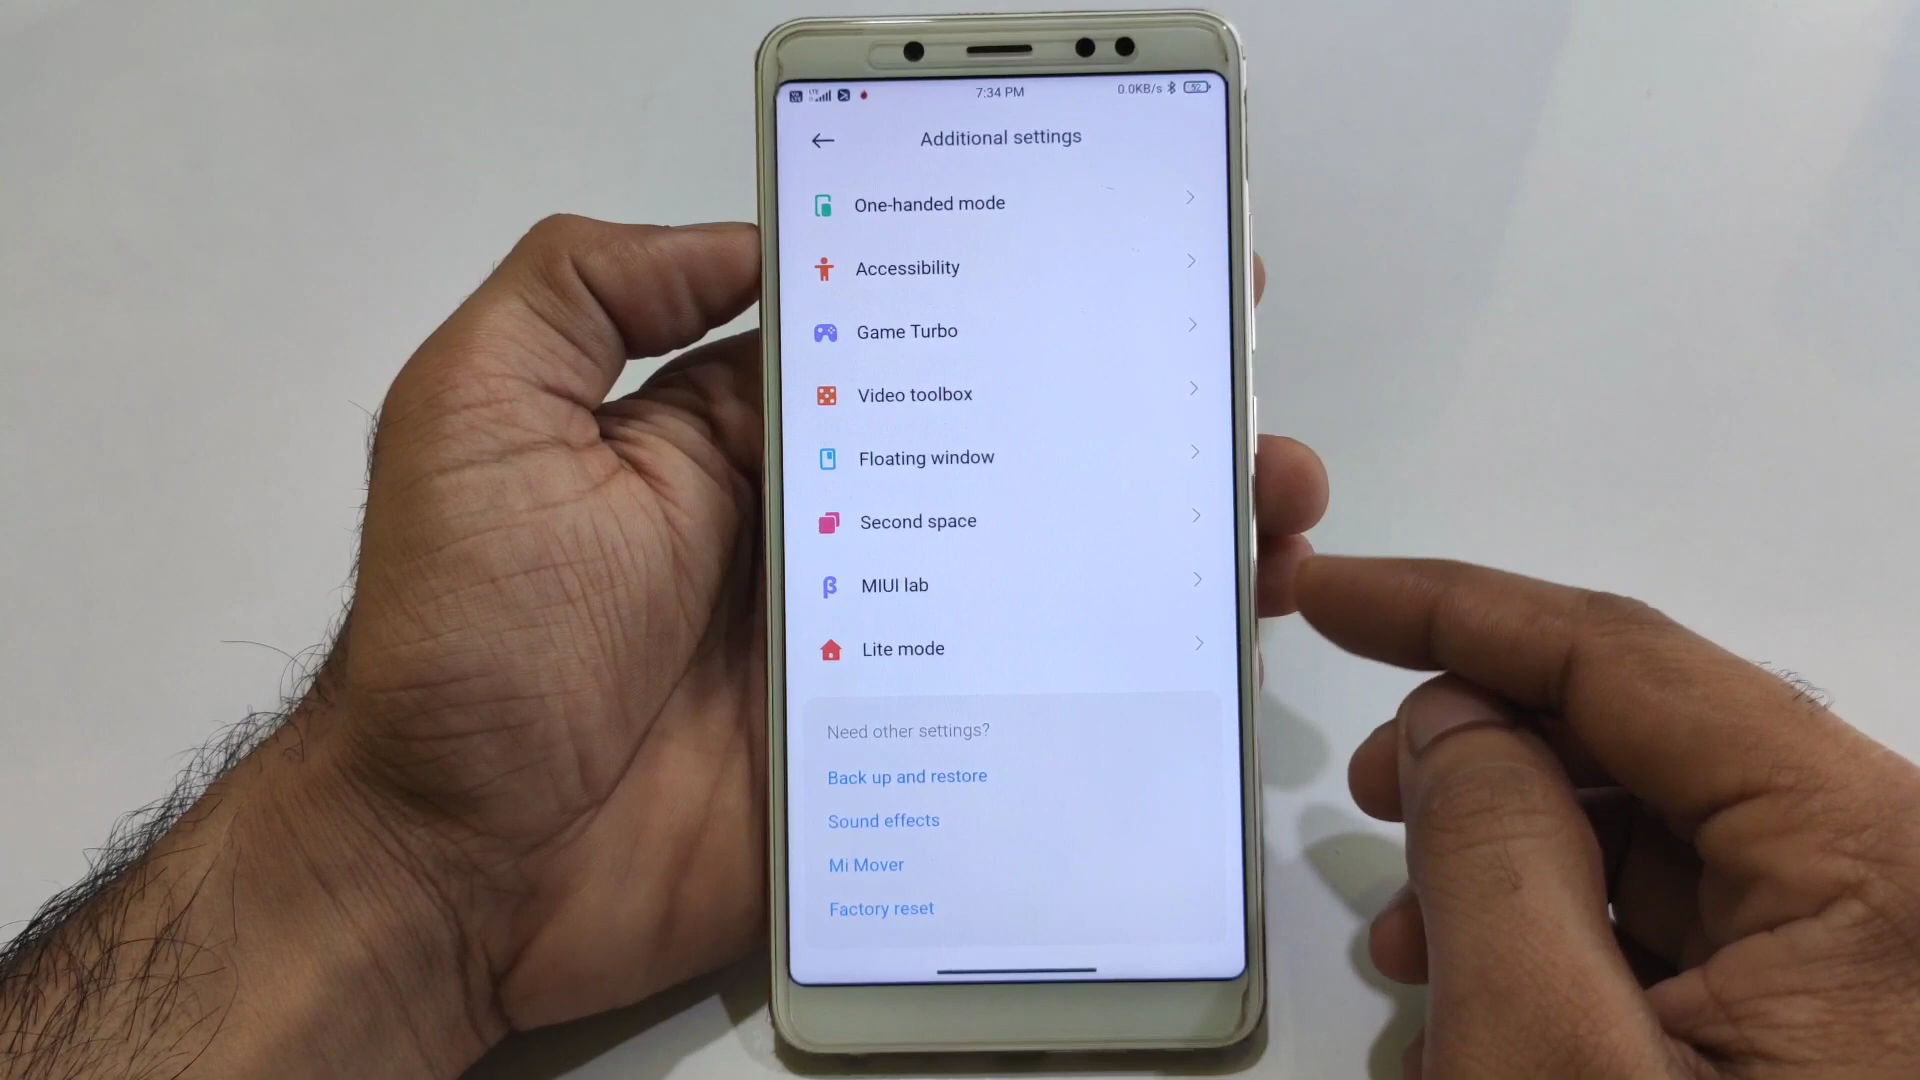 7:34 PM
0.0KB/s
52
Additional settings
One-handed mode
Accessibility
Game Turbo
Video toolbox
Floating window
Second space
β
MIUI lab
Lite mode
Need other settings?
Back up and restore
Sound effects
Mi Mover
Factory reset